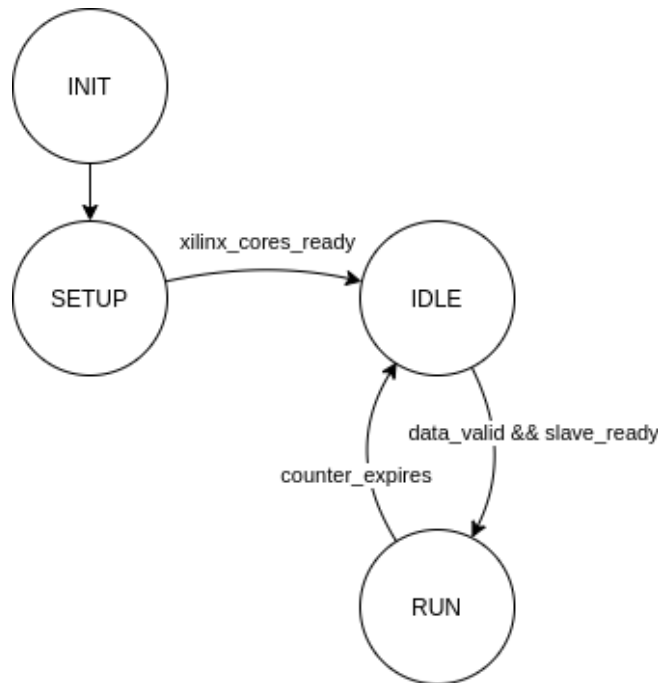 INIT
xilinx_cores_ready
SETUP
IDLE
data_valid && slave_ready
counter_expires
RUN